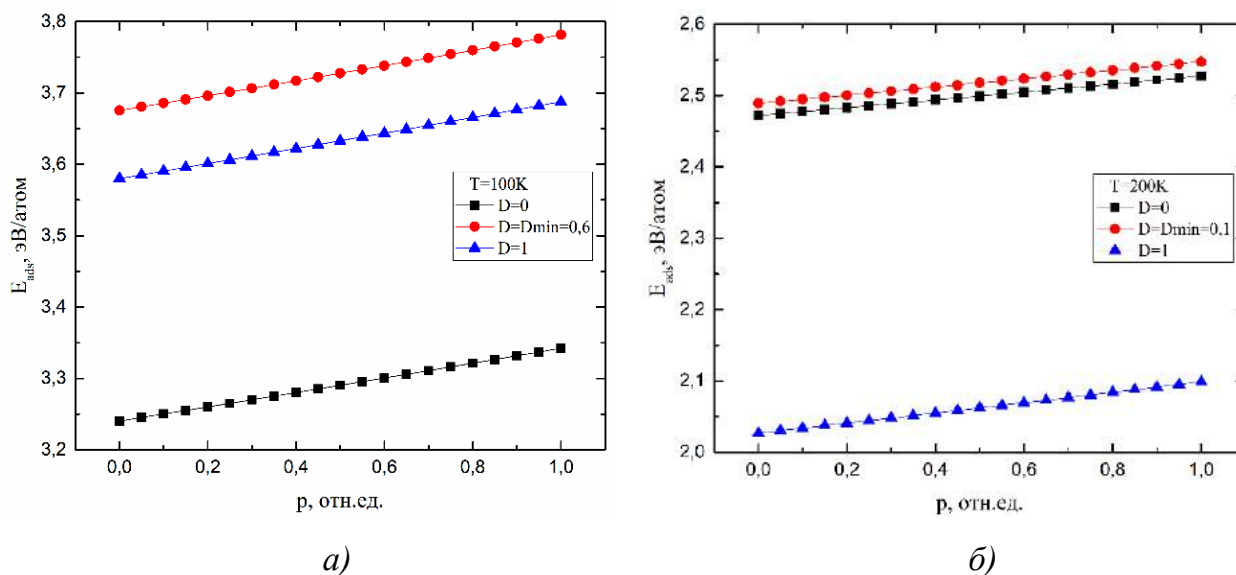 3,8
3,7
3,6
3,5
3,4
3,3
3,2
E_ads, эВ/атом
T=100K
D=0
D=Dmin=0,6
D=1
0,0 0,2 0,4 0,6 0,8 1,0
p, отн.ед.
а)
2,6
2,5
2,4
2,3
2,2
2,1
2,0
E_ads, эВ/атом
T=200K
D=0
D=Dmin=0,1
D=1
0,0 0,2 0,4 0,6 0,8 1,0
p, отн.ед.
б)